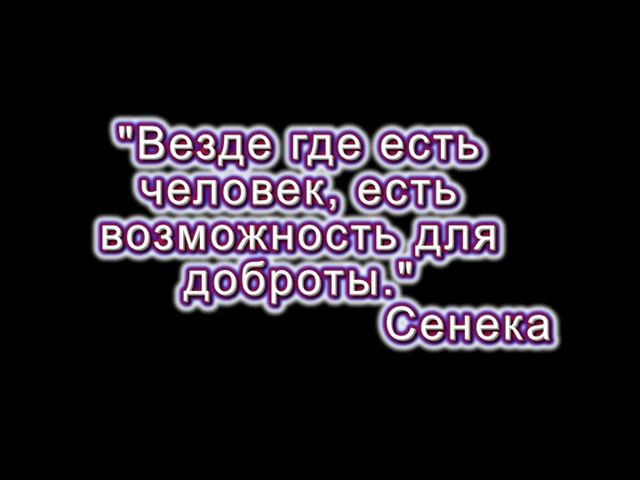 "Везде где есть
человек, есть
возможность для
доброты."
Сенека